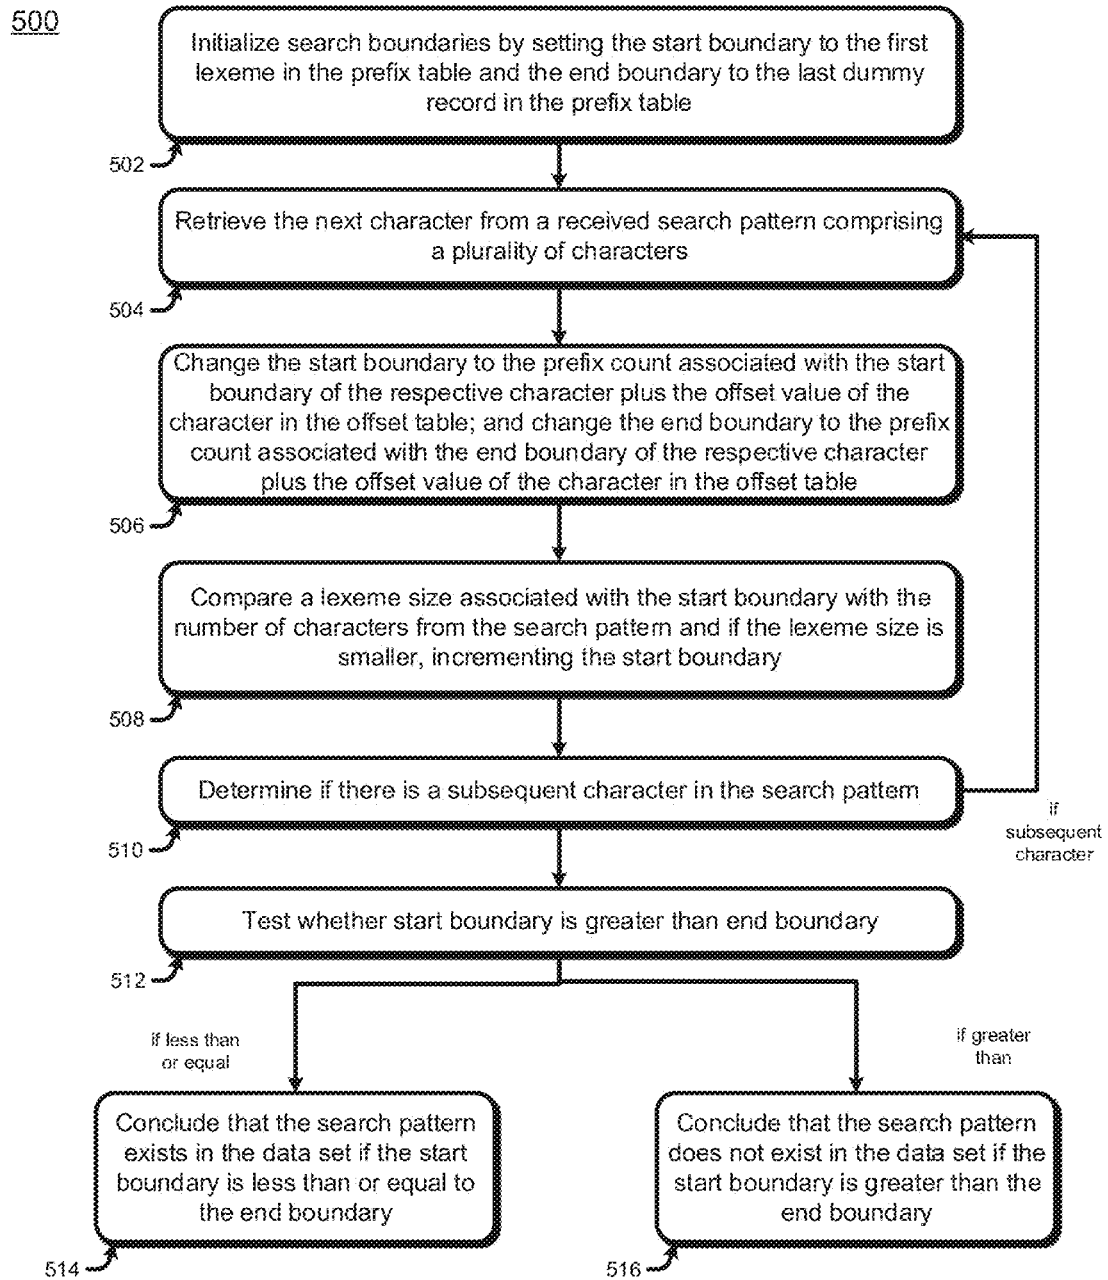 500
Initialize search boundaries by setting the start boundary to the first
lexeme in the prefix table and the end boundary to the last dummy
record in the prefix table
502
Retrieve the next character from a received search pattern comprising
a plurality of characters
504
Change the start boundary to the prefix count associated with the start
boundary of the respective character plus the offset value of the
character in the offset table; and change the end boundary to the prefix
count associated with the end boundary of the respective character
plus the offset value of the character in the offset table
506
Compare a lexeme size associated with the start boundary with the
number of characters from the search pattern and if the lexeme size is
smaller, incrementing the start boundary
508
Determine if there is a subsequent character in the search pattern
if
subsequent
character
510
Test whether start boundary is greater than end boundary
512
if less than
or equal
if greater
than
Conclude that the search pattern
exists in the data set if the start
boundary is less than or equal to
the end boundary
514
Conclude that the search pattern
does not exist in the data set if the
start boundary is greater than the
end boundary
516